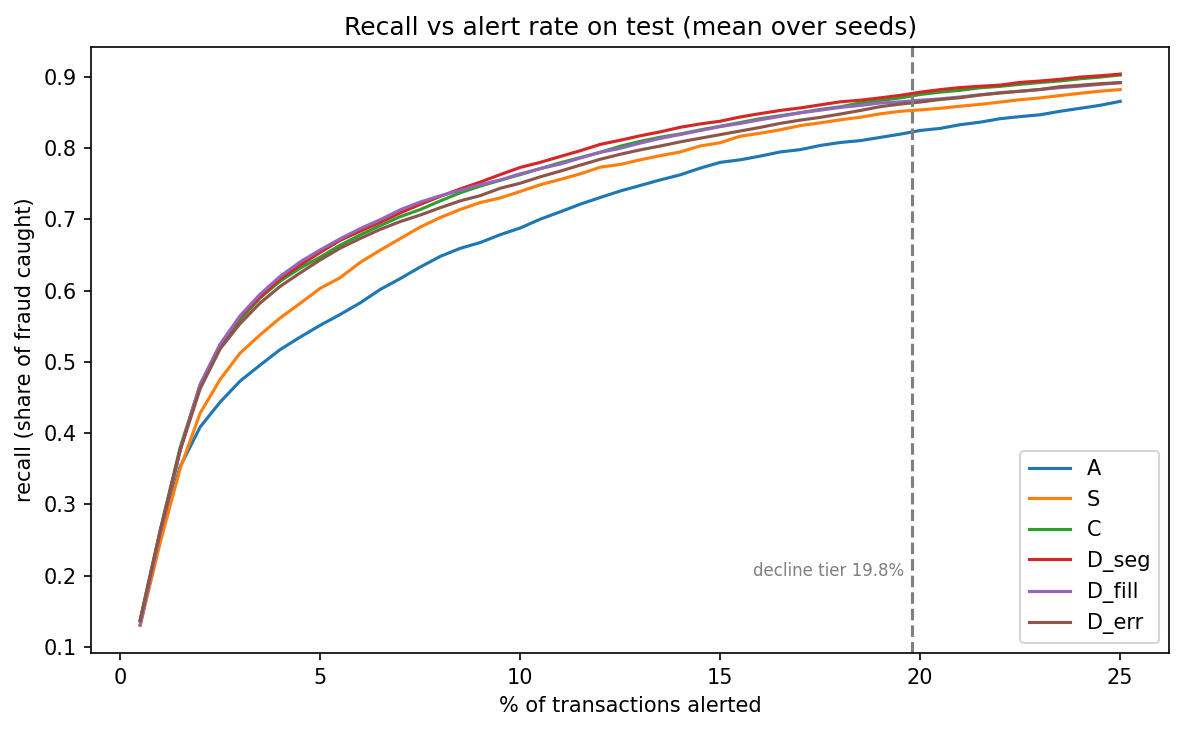 Recall vs alert rate on test (mean over seeds)
recall (share of fraud caught)
0.9
0.8
0.7
0.6
0.5
0.4
0.3
0.2
0.1
decline tier 19.8%
A
S
C
D_seg
D_fill
D_err
0 5 10 15 20 25
% of transactions alerted